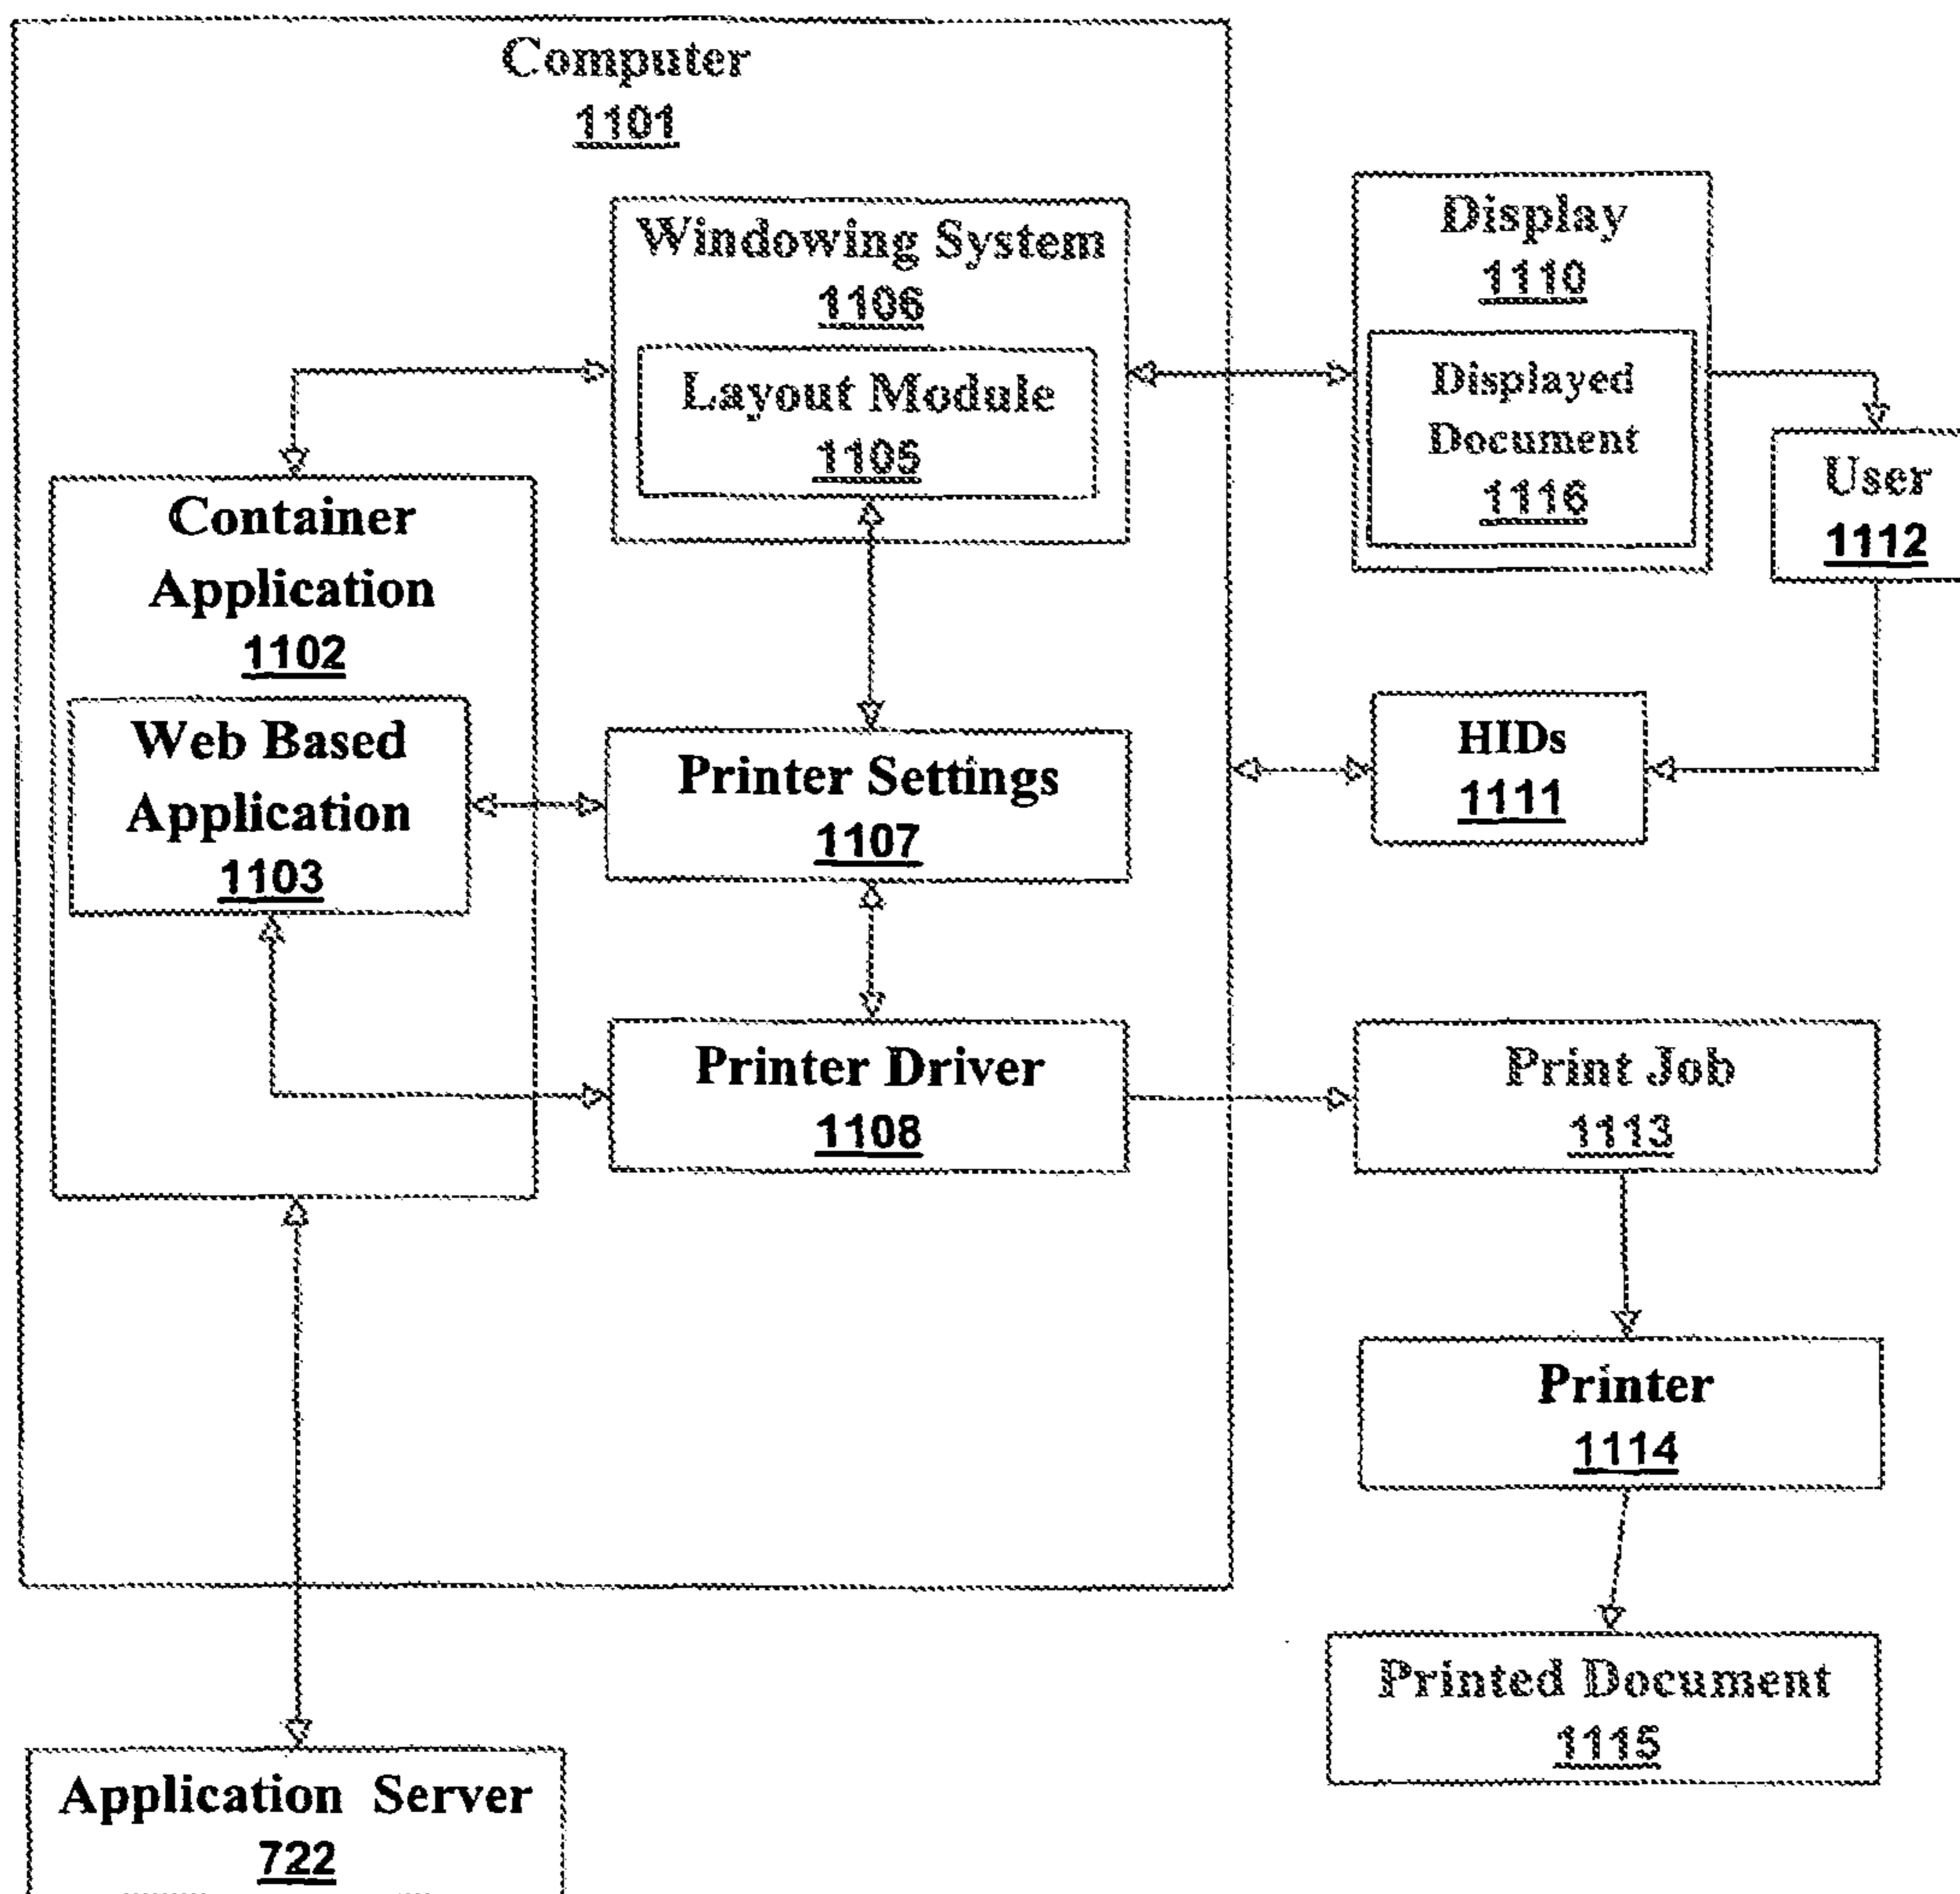 Computer
1101
Windowing System
1106
Layout Module
1105
Display
1110
Displayed
Document
1116
User
1112
Container
Application
1102
Web Based
Application
1103
Printer Settings
1107
HIDs
1111
Printer Driver
1108
Print Job
1113
Printer
1114
Printed Document
1115
Application Server
722